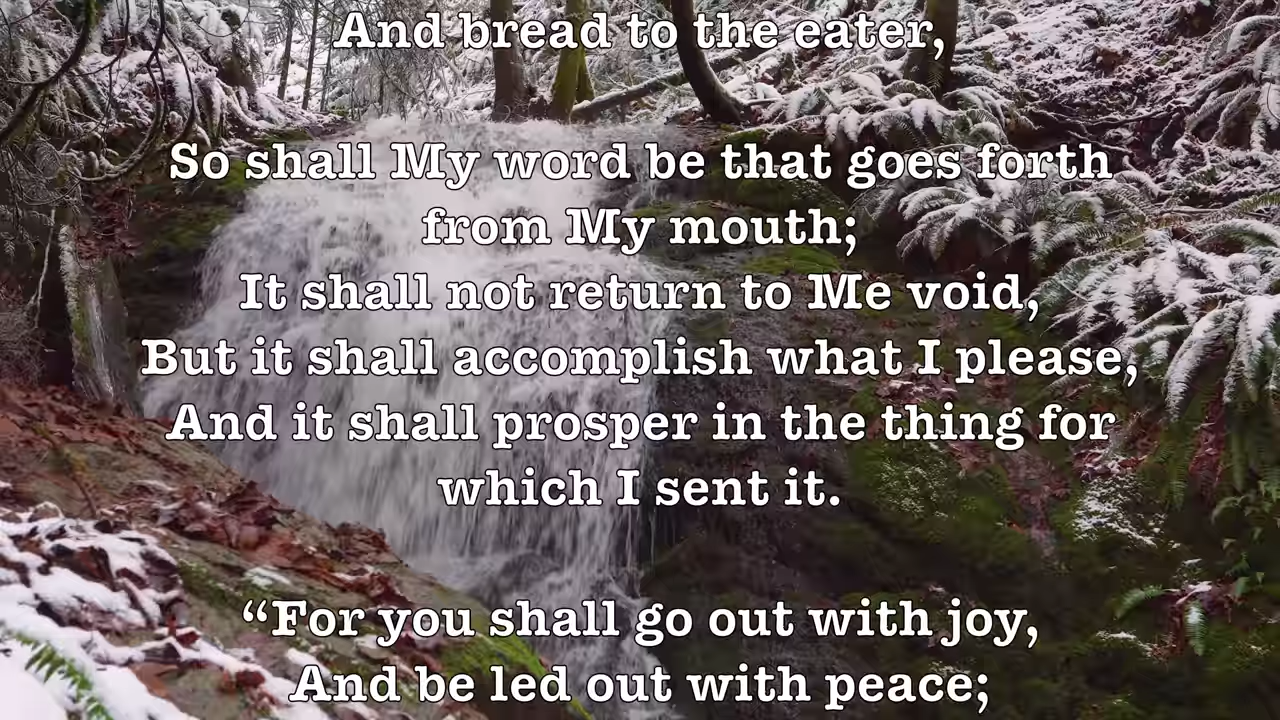 And bread to the eater,
So shall My word be that goes forth
from My mouth;
It shall not return to Me void,
But it shall accomplish what I please,
And it shall prosper in the thing for
which I sent it.
“For you shall go out with joy,
And be led out with peace;